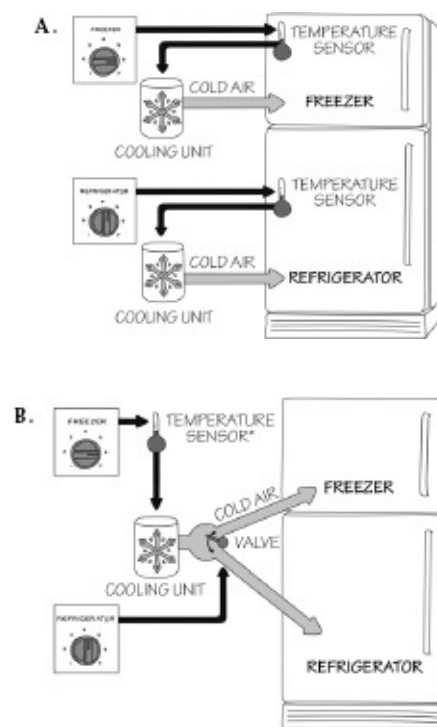 A.
FREEZER
TEMPERATURE
SENSOR
COLD AIR
FREEZER
COOLING UNIT
REFRIGERATOR
TEMPERATURE
SENSOR
COLD AIR
REFRIGERATOR
COOLING UNIT
B.
FREEZER
TEMPERATURE
SENSOR*
COLD AIR
FREEZER
VALVE
COOLING UNIT
REFRIGERATOR
REFRIGERATOR